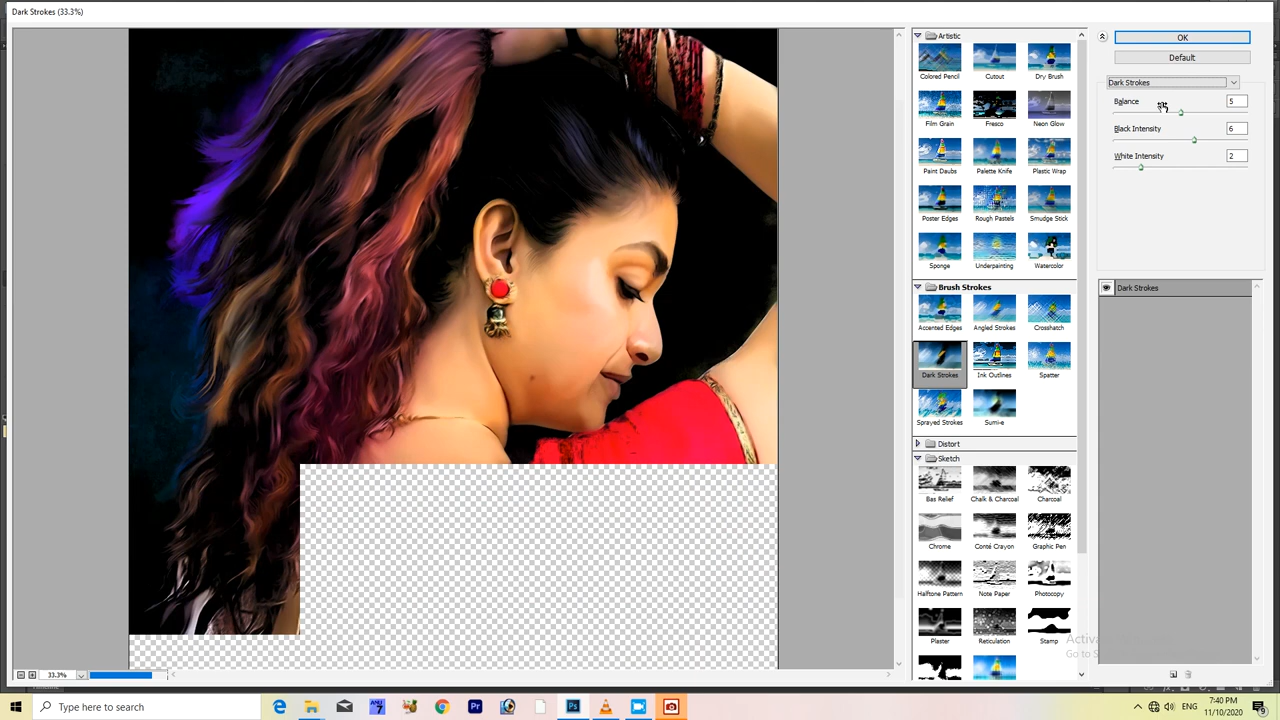 Dark Strokes (33.3%)
Artistic
Colored Pencil
Cutout
Dry Brush
Film Grain
Fresco
Neon Glow
Paint Daubs
Palette Knife
Plastic Wrap
Poster Edges
Rough Pastels
Smudge Stick
Sponge
Underpainting
Watercolor
Brush Strokes
Accented Edges
Angled Strokes
Crosshatch
Dark Strokes
Ink Outlines
Spatter
Sprayed Strokes
Sumi-e
Distort
Sketch
Bas Relief
Chalk & Charcoal
Charcoal
Chrome
Conté Crayon
Graphic Pen
Halftone Pattern
Note Paper
Photocopy
Plaster
Reticulation
Stamp
OK
Default
Dark Strokes
Balance 5
Black Intensity 6
White Intensity 2
Dark Strokes
33.3%
Type here to search
Pr
Ps
7:40 PM
11/10/2020